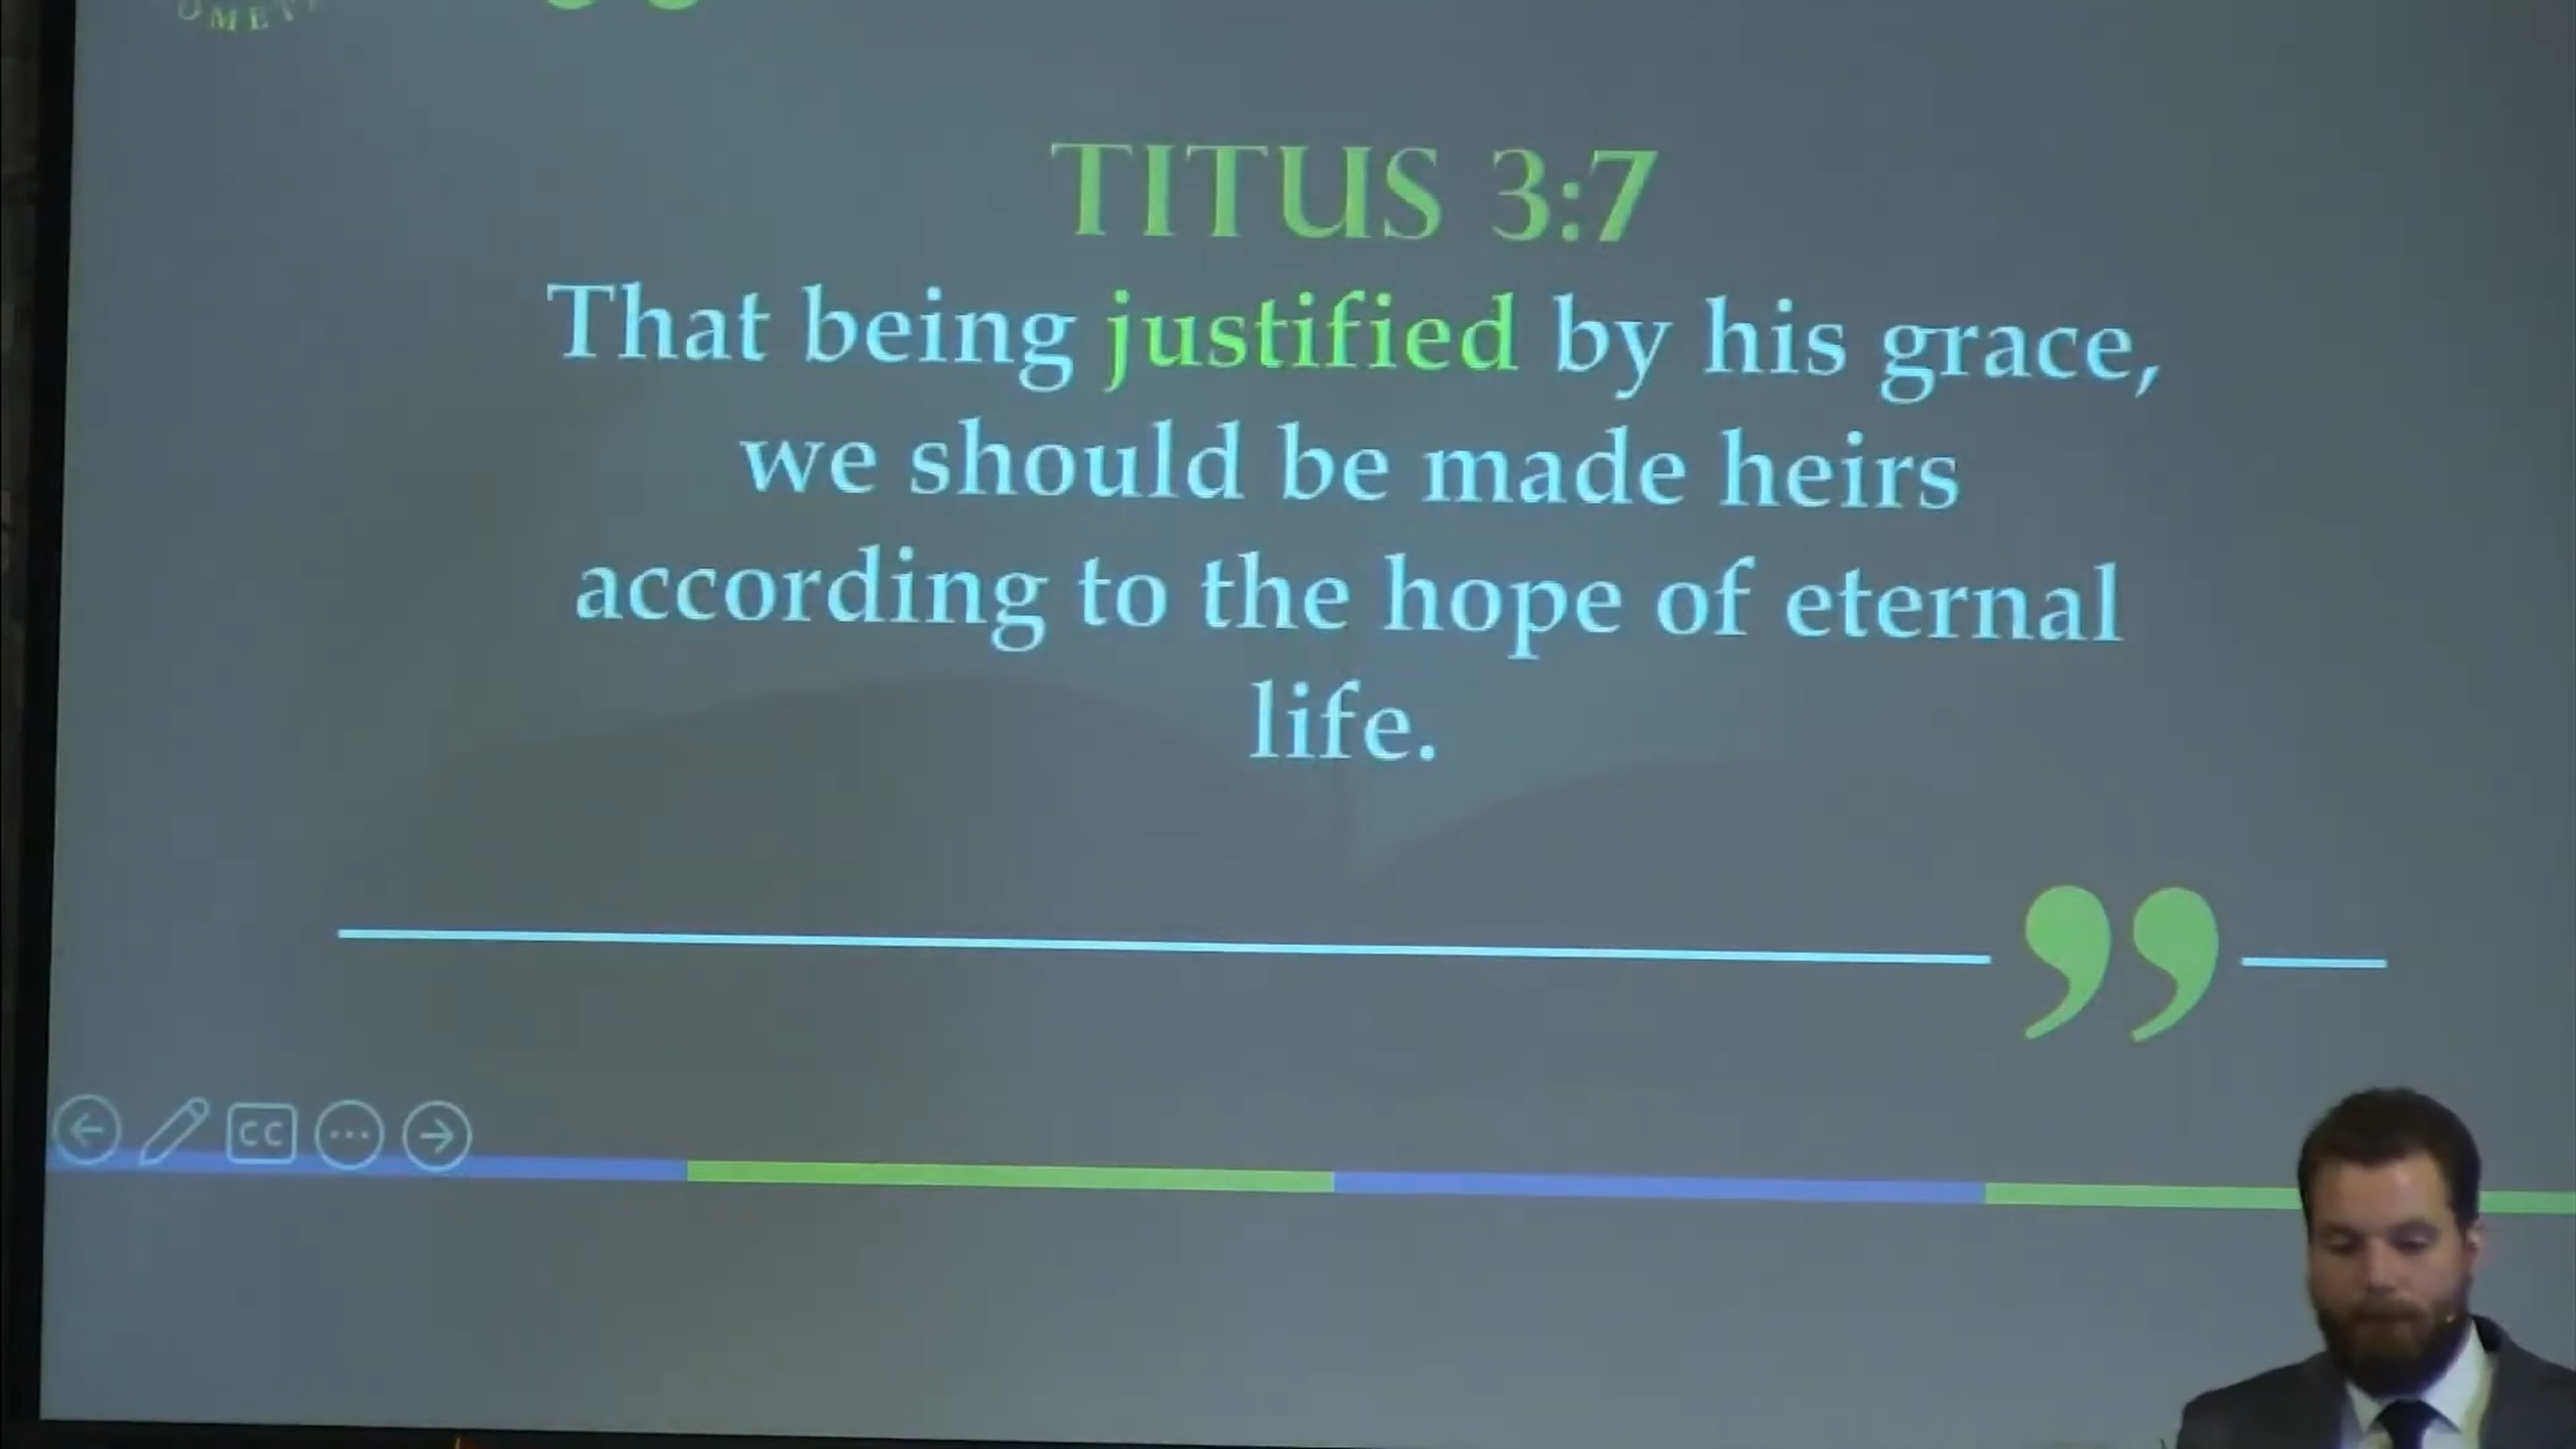 TITUS 3:7
That being justified by his grace,
we should be made heirs
according to the hope of eternal
life.
”
CC